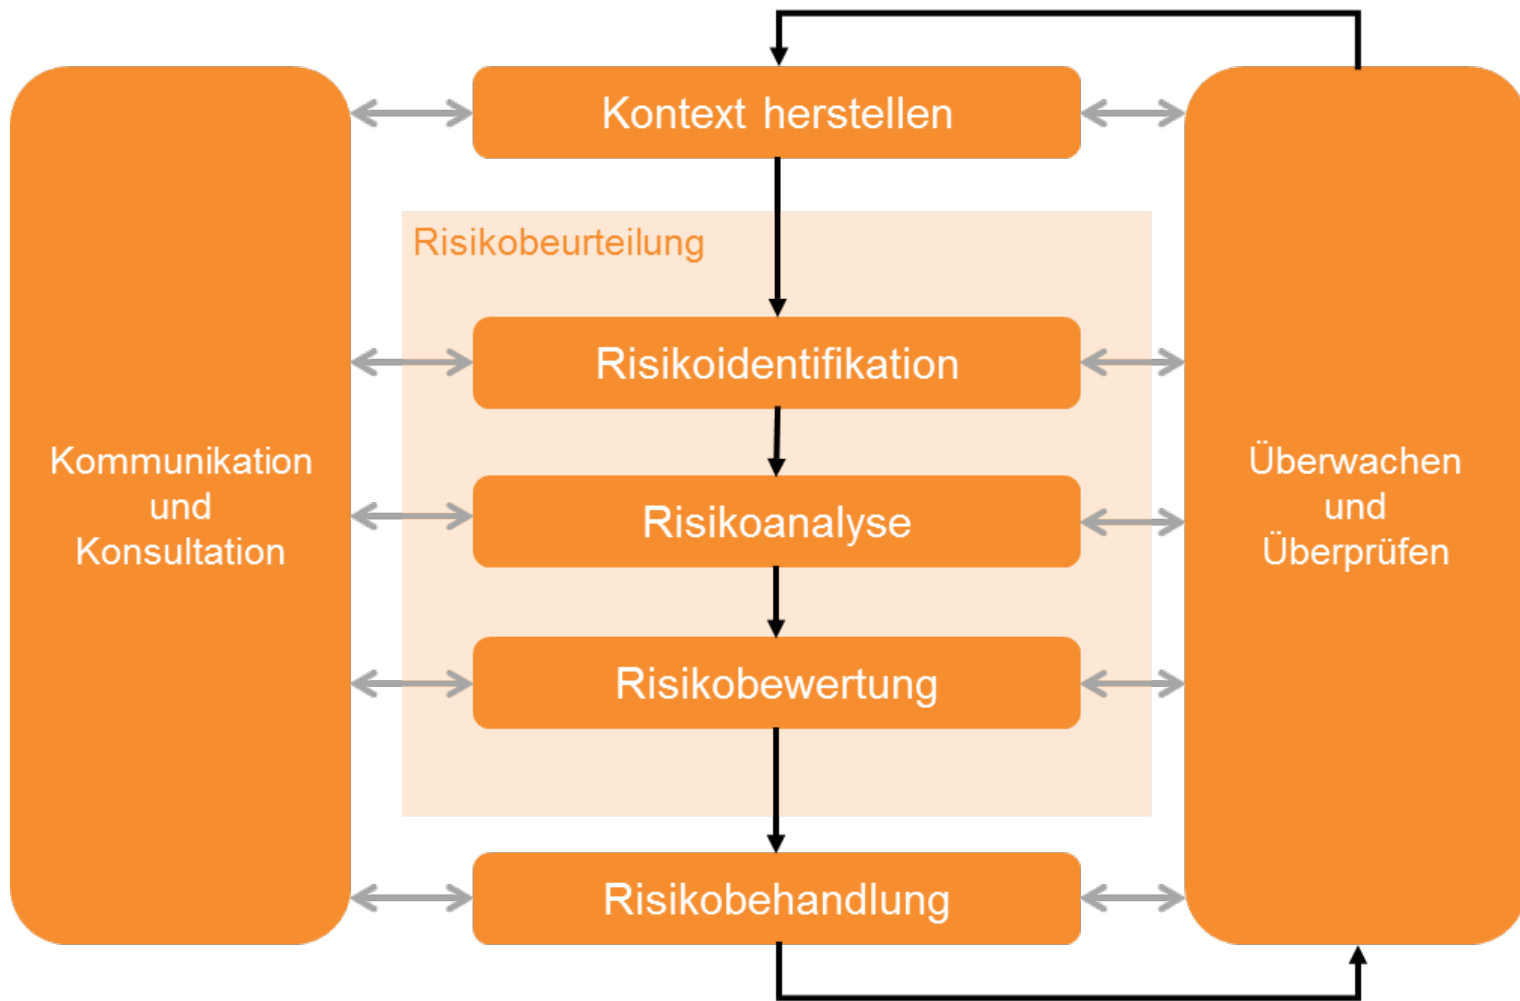 Kontext herstellen
Risikobeurteilung
Risikoidentifikation
Kommunikation
und
Konsultation
Risikoanalyse
Überwachen
und
Überprüfen
Risikobewertung
Risikobehandlung